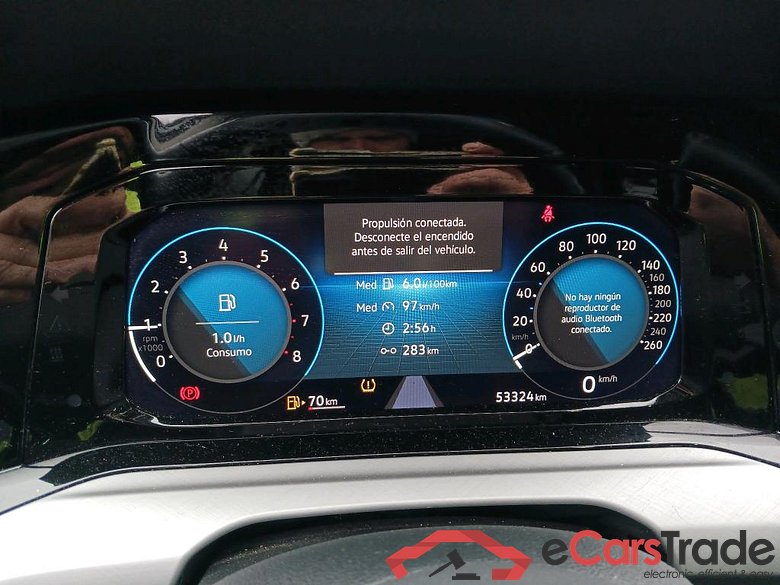 Propulsión conectada.
Desconecte el encendido
antes de salir del vehículo.
Med 6.0 l/100km
Med 97 km/h
2:56 h
283 km
0
1
2
3
4
5
6
7
8
rpm
x1000
1.0 l/h
Consumo
0
20
40
60
80
100
120
140
160
180
200
220
240
260
No hay ningún
reproductor de
audio Bluetooth
conectado.
0 km/h
P
70 km
53324 km
eCarsTrade
electronic, efficient & easy